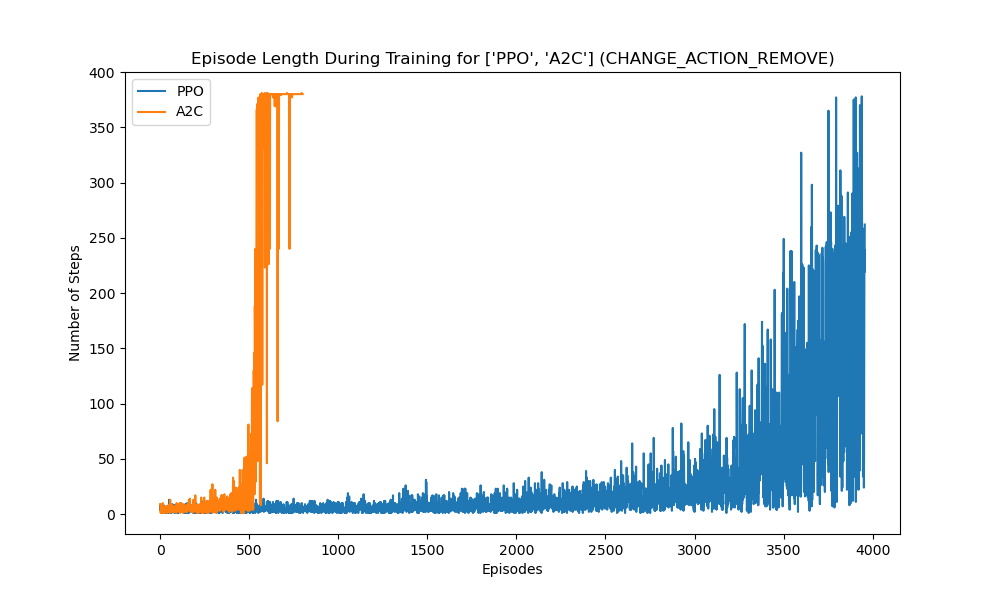 Episode Length During Training for ['PPO', 'A2C'] (CHANGE_ACTION_REMOVE)
PPO
A2C
400
350
300
250
200
150
100
50
0
Number of Steps
0 500 1000 1500 2000 2500 3000 3500 4000
Episodes